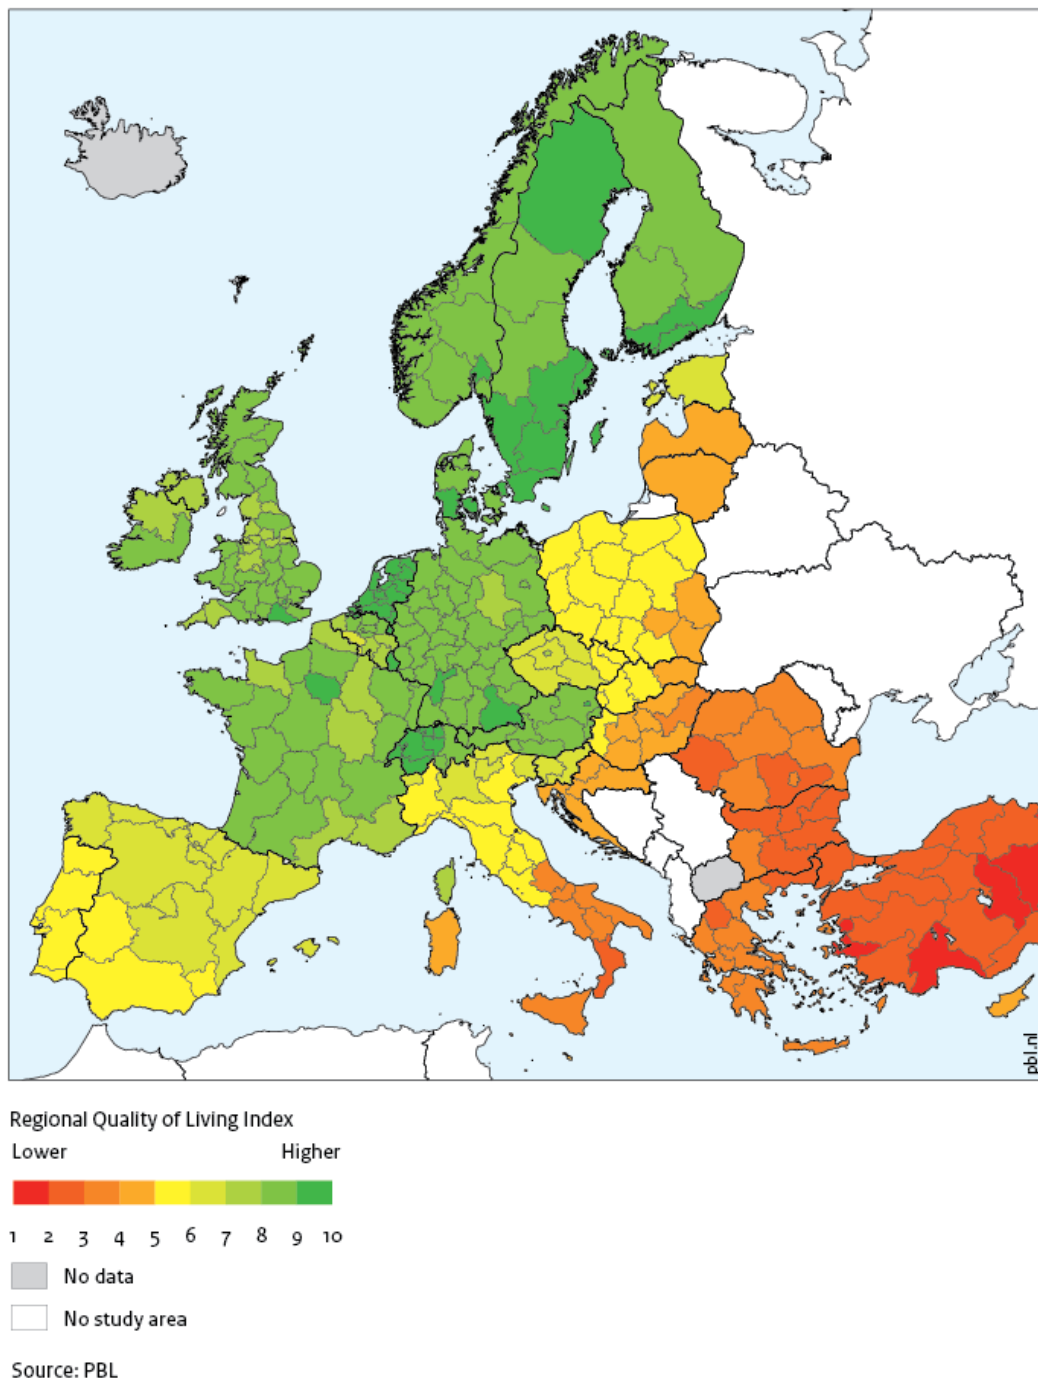 pbl.nl
Regional Quality of Living Index
Lower Higher
1 2 3 4 5 6 7 8 9 10
No data
No study area
Source: PBL